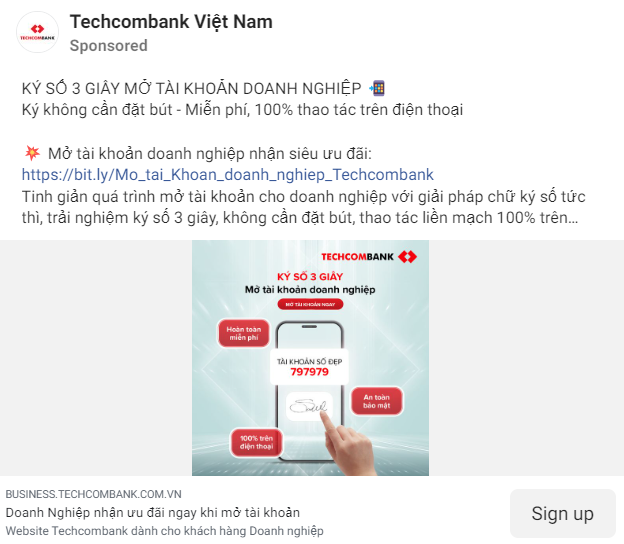 TECHCOMBANK
Techcombank Việt Nam
Sponsored
KÝ SỐ 3 GIÂY MỞ TÀI KHOẢN DOANH NGHIỆP
Ký không cần đặt bút - Miễn phí, 100% thao tác trên điện thoại
Mở tài khoản doanh nghiệp nhận siêu ưu đãi:
https://bit.ly/Mo_tai_Khoan_doanh_nghiep_Techcombank
Tinh giản quá trình mở tài khoản cho doanh nghiệp với giải pháp chữ ký số tức
thì, trải nghiệm ký số 3 giây, không cần đặt bút, thao tác liền mạch 100% trên...
TECHCOMBANK
KÝ SỐ 3 GIÂY
Mở tài khoản doanh nghiệp
MỞ TÀI KHOẢN NGAY
Hoàn toàn
miễn phí
TÀI KHOẢN SỐ ĐẸP
797979
An toàn
bảo mật
100% trên
điện thoại
BUSINESS.TECHCOMBANK.COM.VN
Doanh Nghiệp nhận ưu đãi ngay khi mở tài khoản
Website Techcombank dành cho khách hàng Doanh nghiệp
Sign up